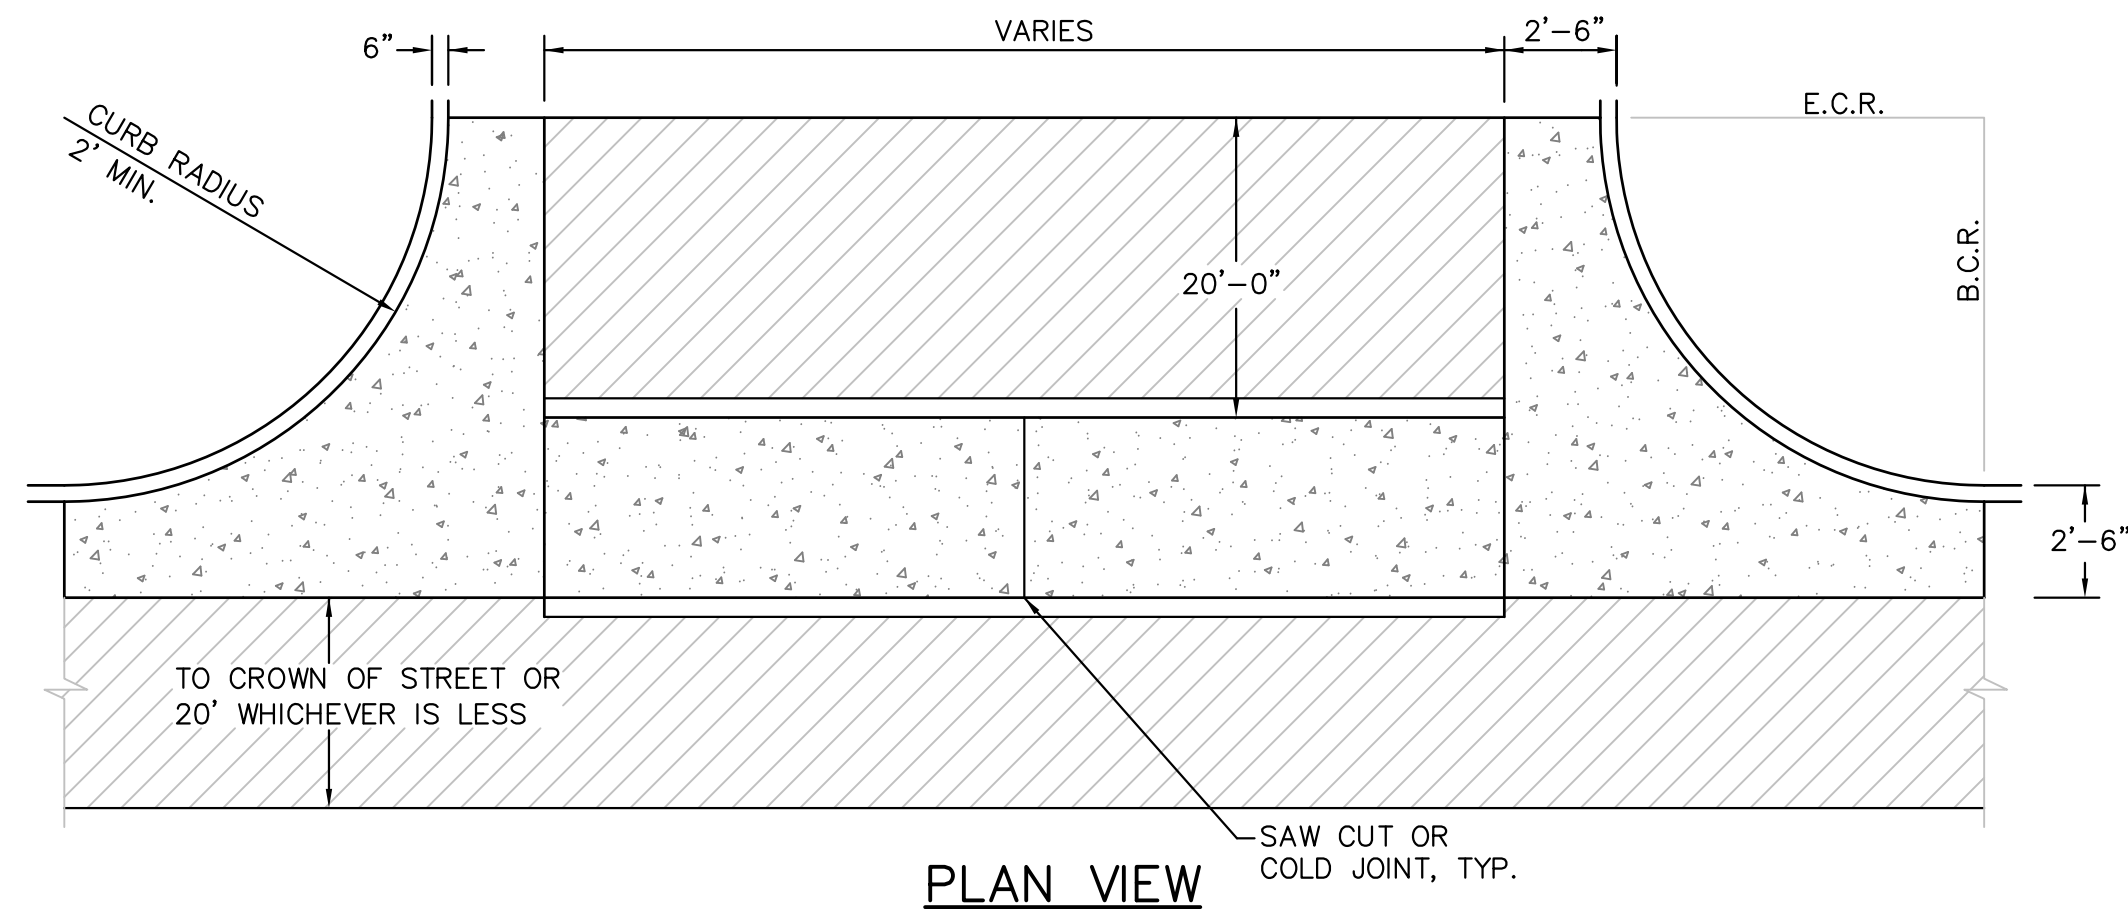 6”
VARIES
2’-6”
E.C.R.
CURB RADIUS
2’ MIN.
B.C.R.
20’-0”
2’-6”
TO CROWN OF STREET OR
20’ WHICHEVER IS LESS
SAW CUT OR
COLD JOINT, TYP.
PLAN VIEW